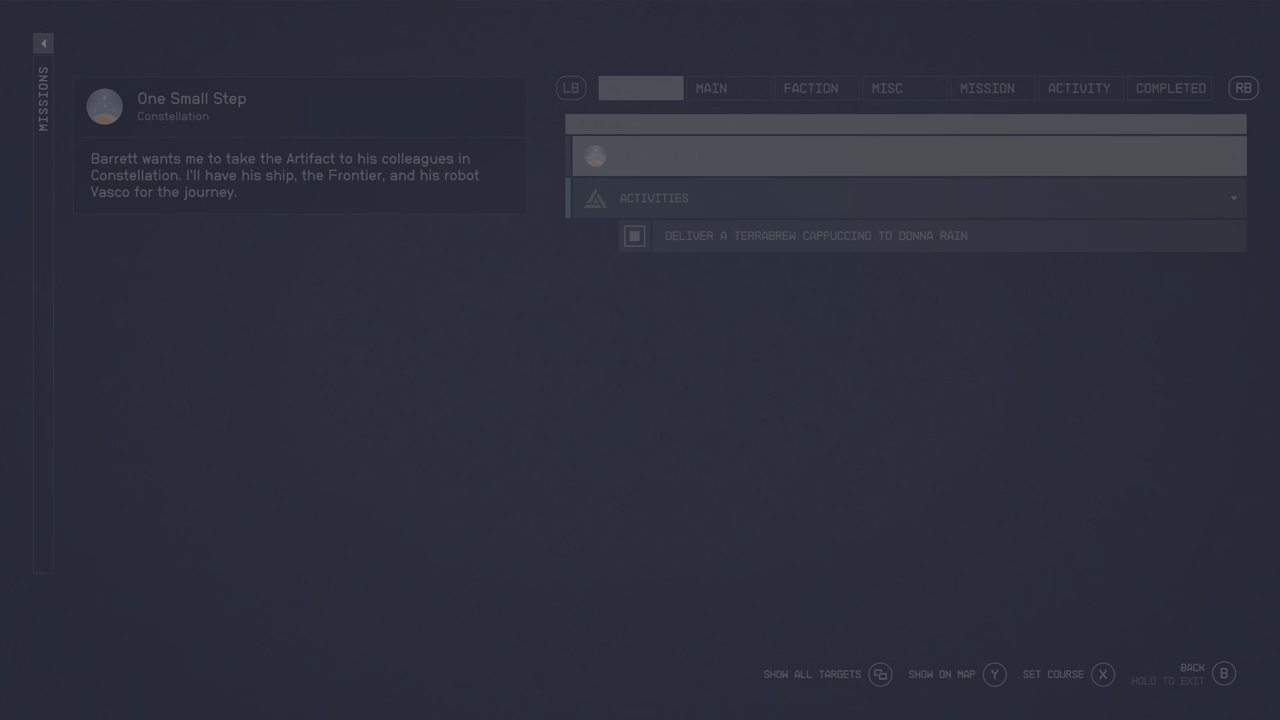 MISSIONS
One Small Step
Constellation
Barrett wants me to take the Artifact to his colleagues in
Constellation. I'll have his ship, the Frontier, and his robot
Vasco for the journey.
LB
MAIN
FACTION
MISC
MISSION
ACTIVITY
COMPLETED
RB
ACTIVITIES
DELIVER A TERRABREW CAPPUCCINO TO DONNA RAIN
SHOW ALL TARGETS
SHOW ON MAP Y
SET COURSE X
BACK B
HOLD TO EXIT